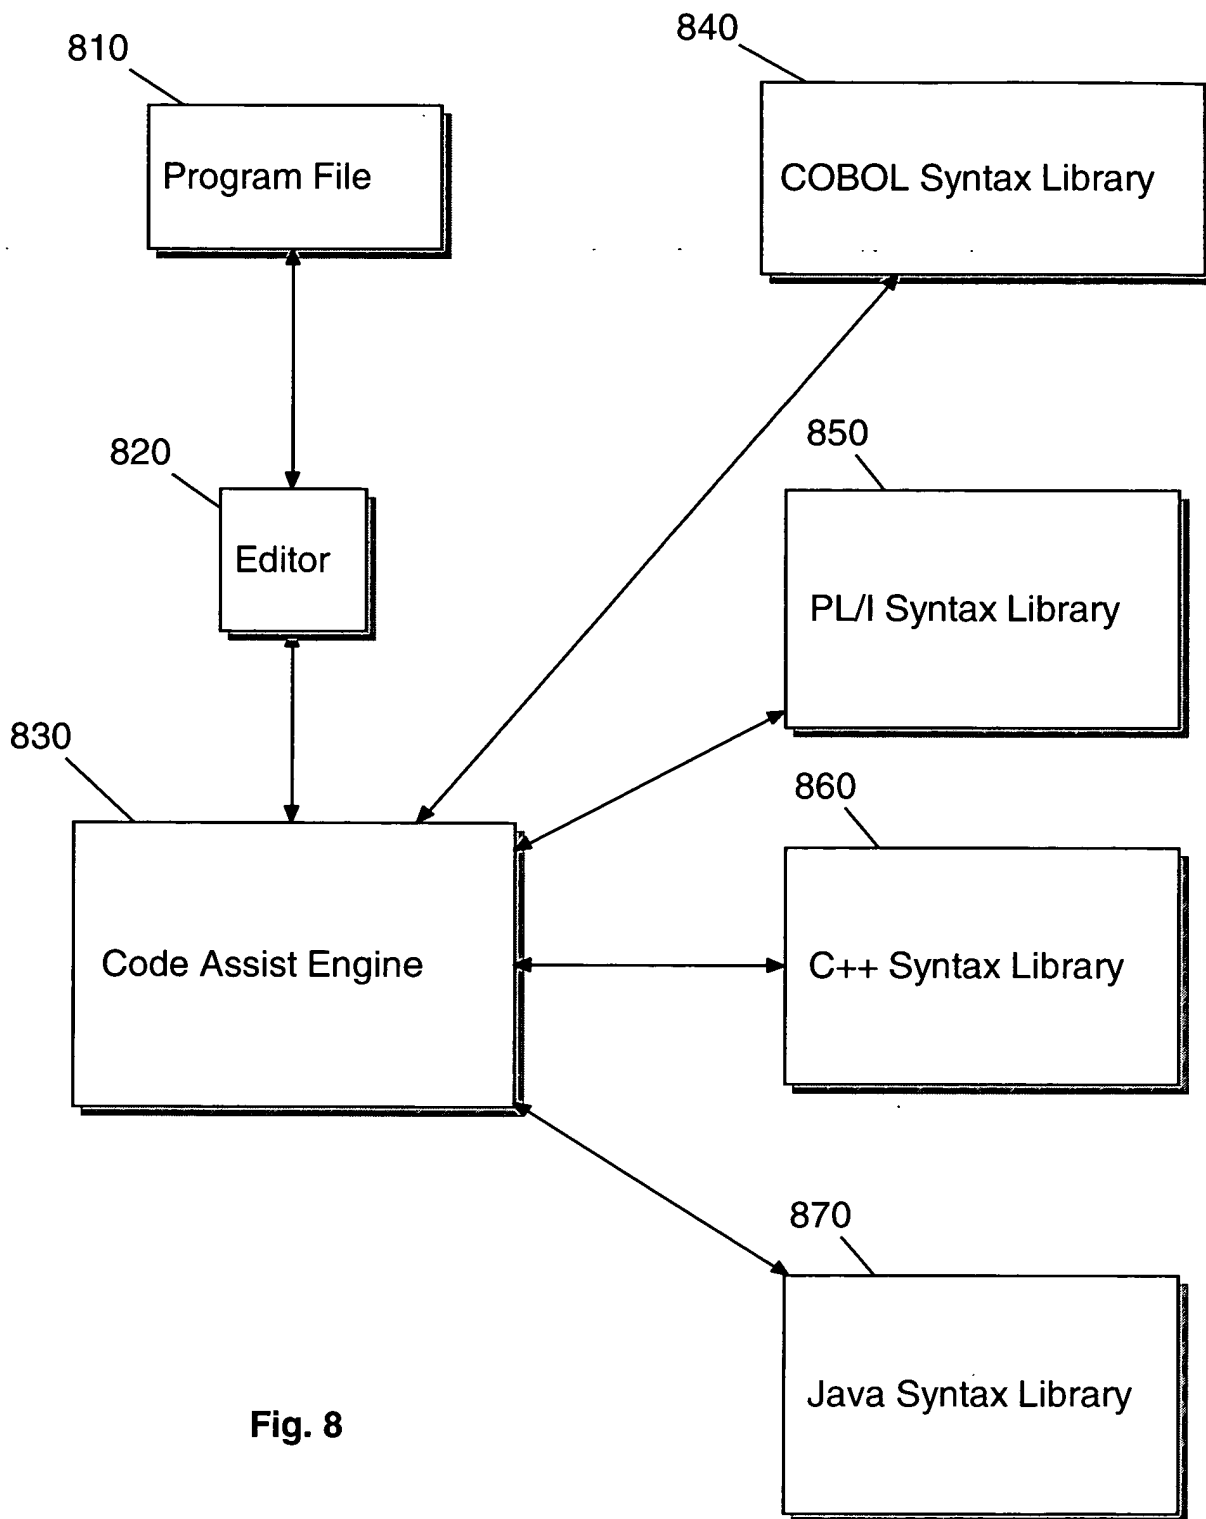 810
Program File
840
COBOL Syntax Library
820
Editor
850
PL/I Syntax Library
830
Code Assist Engine
860
C++ Syntax Library
870
Java Syntax Library
Fig. 8